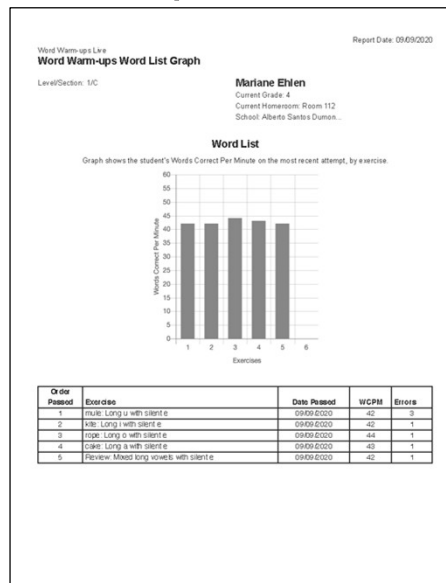 Report Date: 09/09/2020
Word Warm-ups Live
Word Warm-ups Word List Graph
Level/Section: 1/C
Mariane Ehlen
Current Grade: 4
Current Homeroom: Room 112
School: Alberto Santos Dumon...
Word List
Graph shows the student's Words Correct Per Minute on the most recent attempt, by exercise.
Words Correct Per Minute
60
55
50
45
40
35
30
25
20
15
10
5
0
1 2 3 4 5 6
Exercises
Order Passed Exercise Date Passed WCPM Errors
1 mule: Long u with silent e 09/09/2020 42 3
2 kite: Long i with silent e 09/09/2020 42 1
3 rope: Long o with silent e 09/09/2020 44 1
4 cake: Long a with silent e 09/09/2020 43 1
5 Review: Mixed long vowels with silent e 09/09/2020 42 1